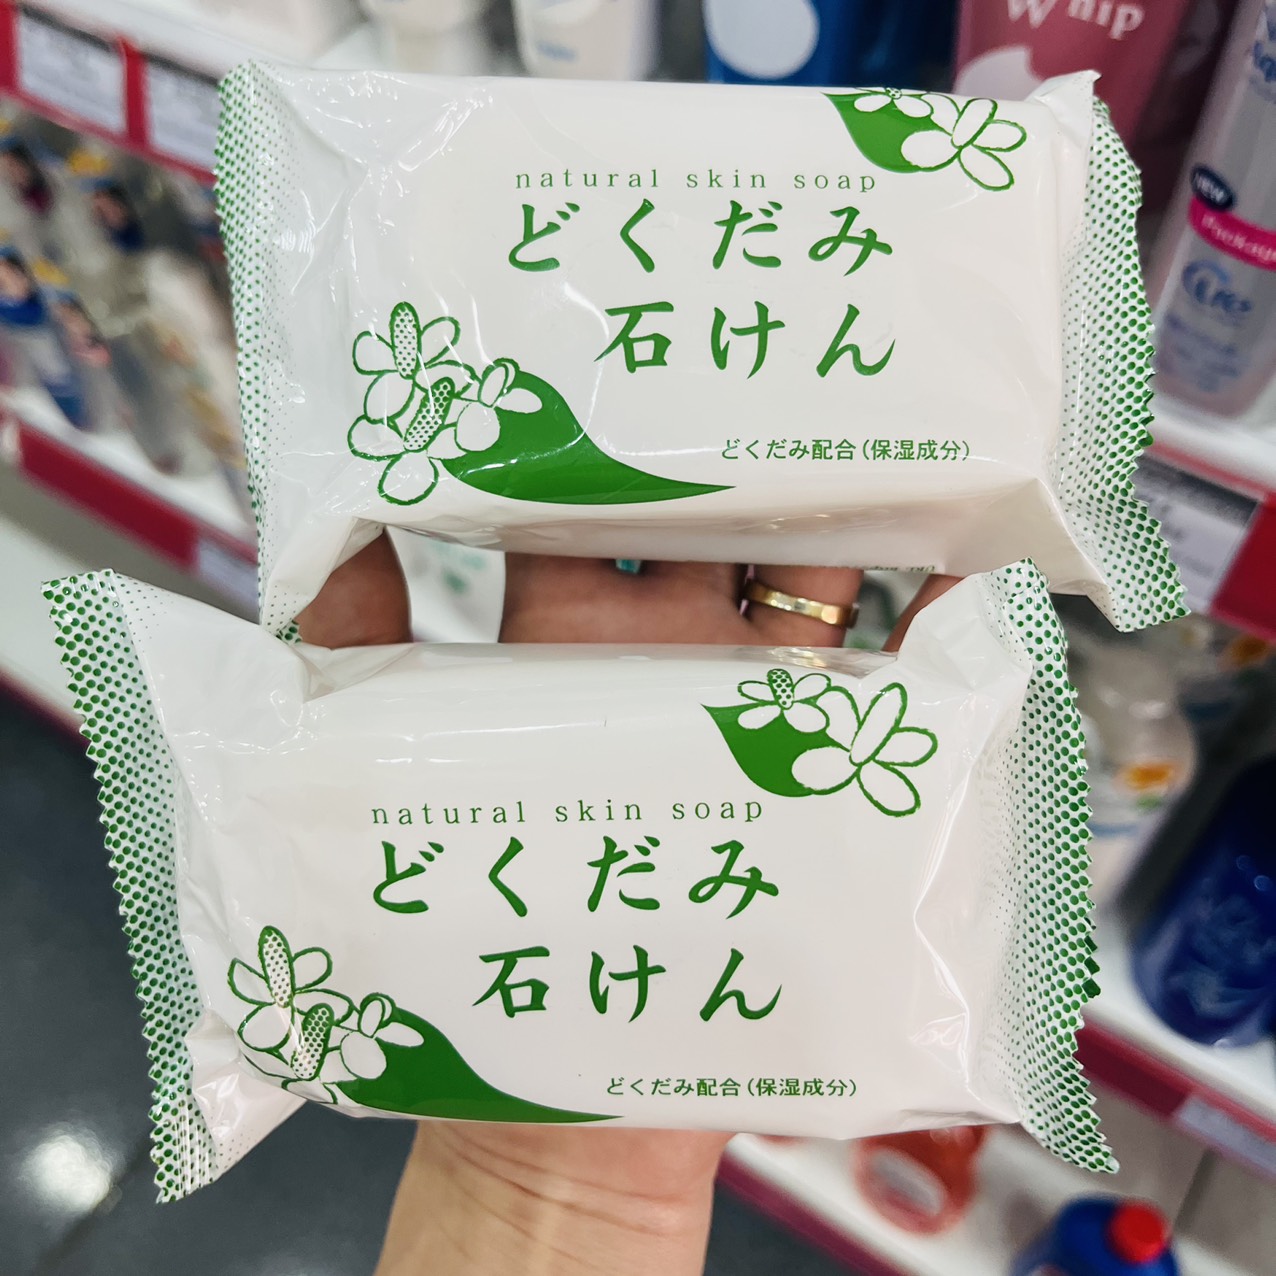 Whip
NEW
Package
natural skin soap
どくだみ
石けん
どくだみ配合(保湿成分)
natural skin soap
どくだみ
石けん
どくだみ配合(保湿成分)